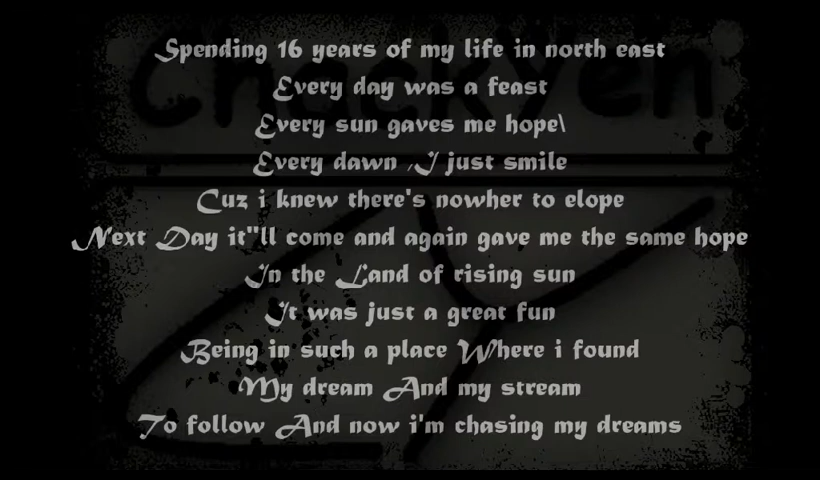 Chackyen
Spending 16 years of my life in north east
Every day was a feast
Every sun gaves me hope\
Every dawn ,I just smile
Cuz i knew there's nowher to elope
Next Day it"ll come and again gave me the same hope
In the Land of rising sun
It was just a great fun
Being in such a place Where i found
My dream And my stream
To follow And now i'm chasing my dreams